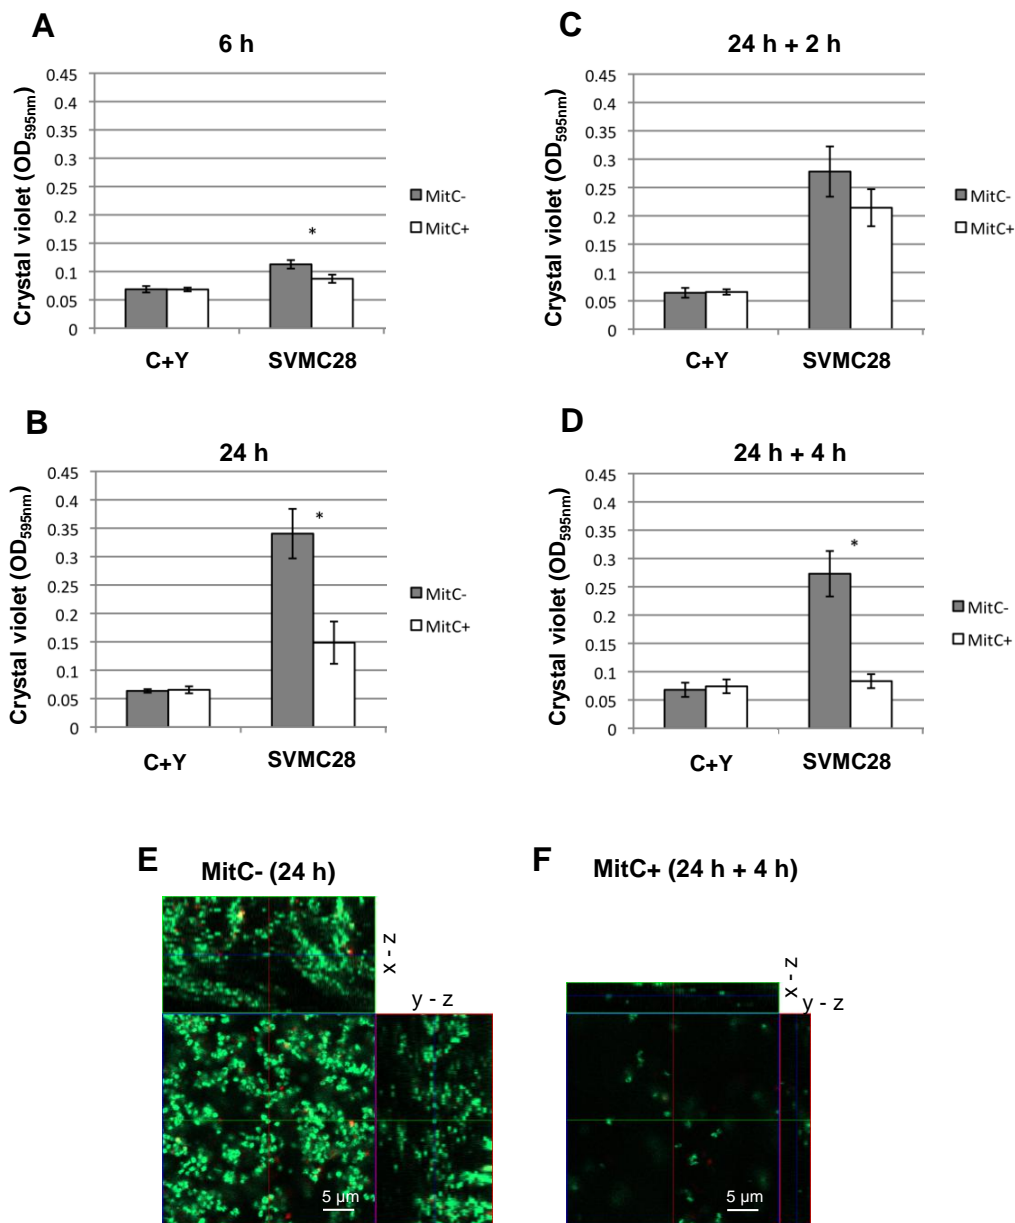 A
6 h
Crystal violet (OD595nm)
0.45
0.4
0.35
0.3
0.25
0.2
0.15
0.1
0.05
0
*
MitC-
MitC+
C+Y
SVMC28
C
24 h + 2 h
Crystal violet (OD595nm)
0.45
0.4
0.35
0.3
0.25
0.2
0.15
0.1
0.05
0
MitC-
MitC+
C+Y
SVMC28
B
24 h
Crystal violet (OD595nm)
0.45
0.4
0.35
0.3
0.25
0.2
0.15
0.1
0.05
0
*
MitC-
MitC+
C+Y
SVMC28
D
24 h + 4 h
Crystal violet (OD595nm)
0.45
0.4
0.35
0.3
0.25
0.2
0.15
0.1
0.05
0
*
MitC-
MitC+
C+Y
SVMC28
E
MitC- (24 h)
x - z
y - z
5 µm
F
MitC+ (24 h + 4 h)
x - z
y - z
5 µm